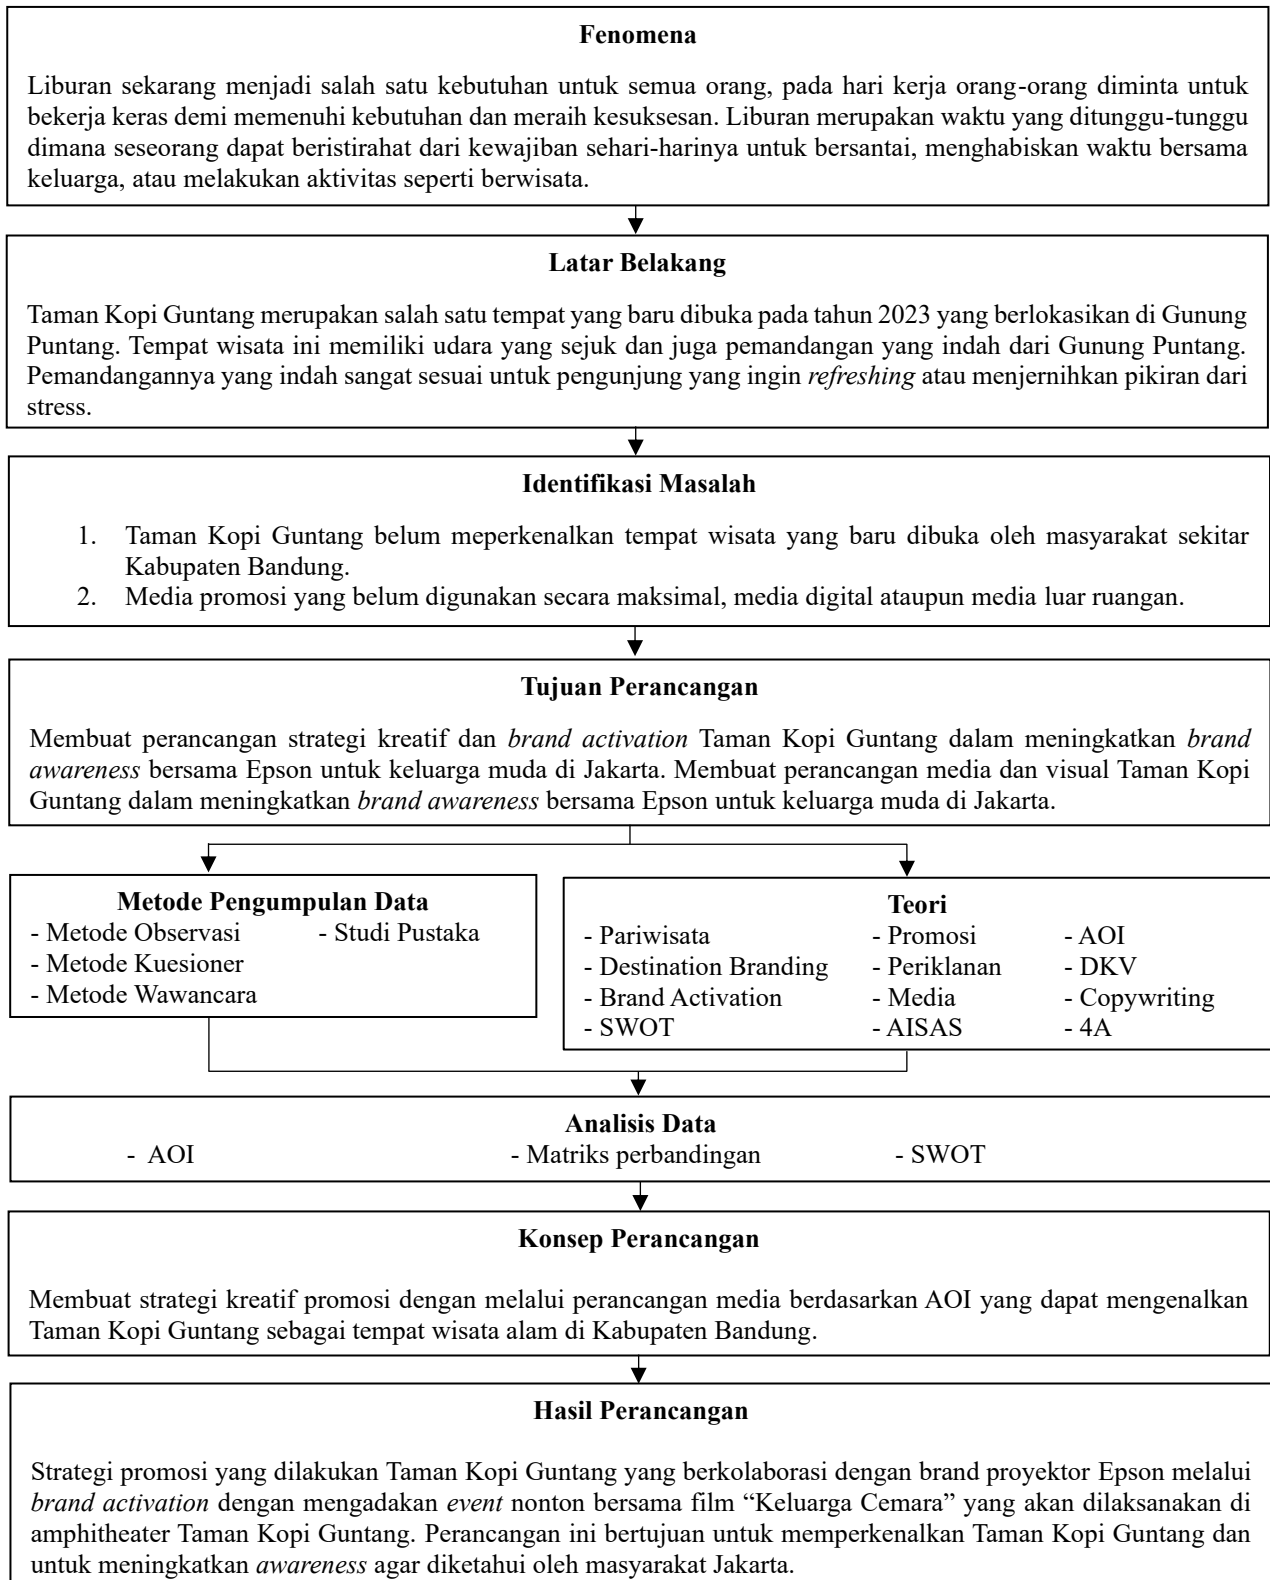 Fenomena
Liburan sekarang menjadi salah satu kebutuhan untuk semua orang, pada hari kerja orang-orang diminta untuk
bekerja keras demi memenuhi kebutuhan dan meraih kesuksesan. Liburan merupakan waktu yang ditunggu-tunggu
dimana seseorang dapat beristirahat dari kewajiban sehari-harinya untuk bersantai, menghabiskan waktu bersama
keluarga, atau melakukan aktivitas seperti berwisata.
Latar Belakang
Taman Kopi Guntang merupakan salah satu tempat yang baru dibuka pada tahun 2023 yang berlokasikan di Gunung
Puntang. Tempat wisata ini memiliki udara yang sejuk dan juga pemandangan yang indah dari Gunung Puntang.
Pemandangannya yang indah sangat sesuai untuk pengunjung yang ingin refreshing atau menjernihkan pikiran dari
stress.
Identifikasi Masalah
1. Taman Kopi Guntang belum meperkenalkan tempat wisata yang baru dibuka oleh masyarakat sekitar
Kabupaten Bandung.
2. Media promosi yang belum digunakan secara maksimal, media digital ataupun media luar ruangan.
Tujuan Perancangan
Membuat perancangan strategi kreatif dan brand activation Taman Kopi Guntang dalam meningkatkan brand
awareness bersama Epson untuk keluarga muda di Jakarta. Membuat perancangan media dan visual Taman Kopi
Guntang dalam meningkatkan brand awareness bersama Epson untuk keluarga muda di Jakarta.
Metode Pengumpulan Data
- Metode Observasi - Studi Pustaka
- Metode Kuesioner
- Metode Wawancara
Teori
- Pariwisata - Promosi - AOI
- Destination Branding - Periklanan - DKV
- Brand Activation - Media - Copywriting
- SWOT - AISAS - 4A
Analisis Data
- AOI - Matriks perbandingan - SWOT
Konsep Perancangan
Membuat strategi kreatif promosi dengan melalui perancangan media berdasarkan AOI yang dapat mengenalkan
Taman Kopi Guntang sebagai tempat wisata alam di Kabupaten Bandung.
Hasil Perancangan
Strategi promosi yang dilakukan Taman Kopi Guntang yang berkolaborasi dengan brand proyektor Epson melalui
brand activation dengan mengadakan event nonton bersama film “Keluarga Cemara” yang akan dilaksanakan di
amphitheater Taman Kopi Guntang. Perancangan ini bertujuan untuk memperkenalkan Taman Kopi Guntang dan
untuk meningkatkan awareness agar diketahui oleh masyarakat Jakarta.